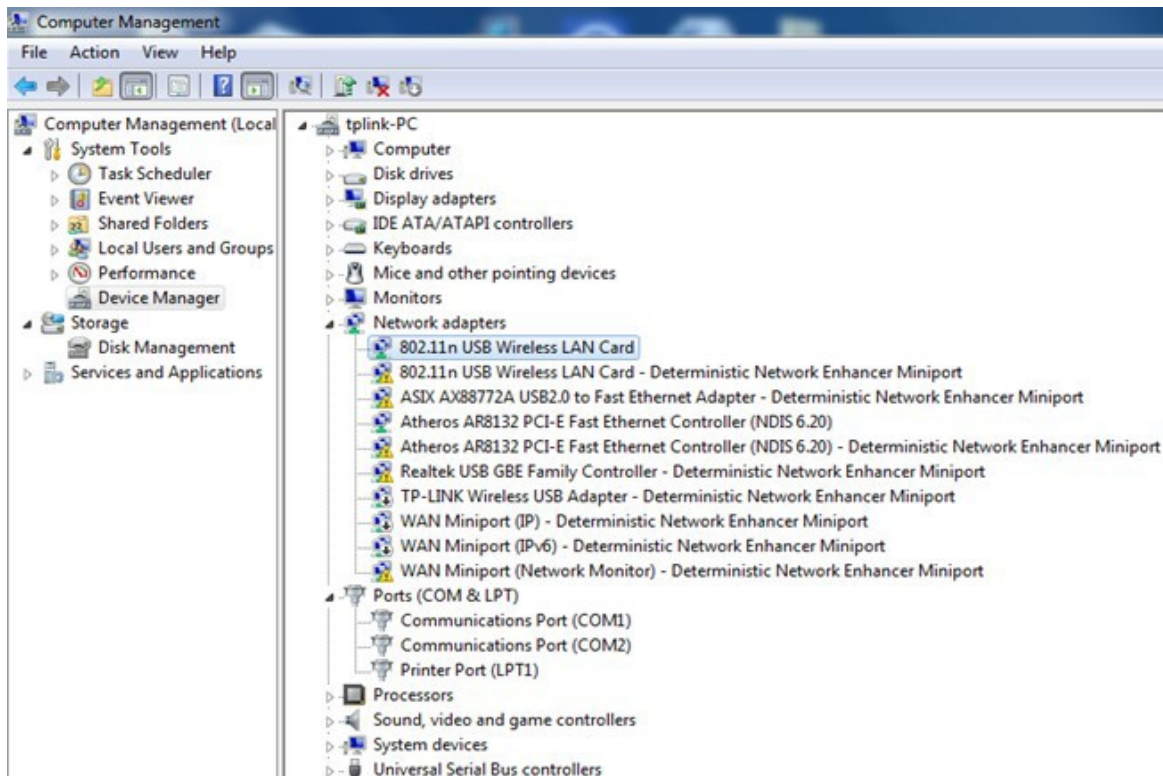 Computer Management
File Action View Help
Computer Management (Local
System Tools
Task Scheduler
Event Viewer
Shared Folders
Local Users and Groups
Performance
Device Manager
Storage
Disk Management
Services and Applications
tplink-PC
Computer
Disk drives
Display adapters
IDE ATA/ATAPI controllers
Keyboards
Mice and other pointing devices
Monitors
Network adapters
802.11n USB Wireless LAN Card
802.11n USB Wireless LAN Card - Deterministic Network Enhancer Miniport
ASIX AX88772A USB2.0 to Fast Ethernet Adapter - Deterministic Network Enhancer Miniport
Atheros AR8132 PCI-E Fast Ethernet Controller (NDIS 6.20)
Atheros AR8132 PCI-E Fast Ethernet Controller (NDIS 6.20) - Deterministic Network Enhancer Miniport
Realtek USB GBE Family Controller - Deterministic Network Enhancer Miniport
TP-LINK Wireless USB Adapter - Deterministic Network Enhancer Miniport
WAN Miniport (IP) - Deterministic Network Enhancer Miniport
WAN Miniport (IPv6) - Deterministic Network Enhancer Miniport
WAN Miniport (Network Monitor) - Deterministic Network Enhancer Miniport
Ports (COM & LPT)
Communications Port (COM1)
Communications Port (COM2)
Printer Port (LPT1)
Processors
Sound, video and game controllers
System devices
Universal Serial Bus controllers